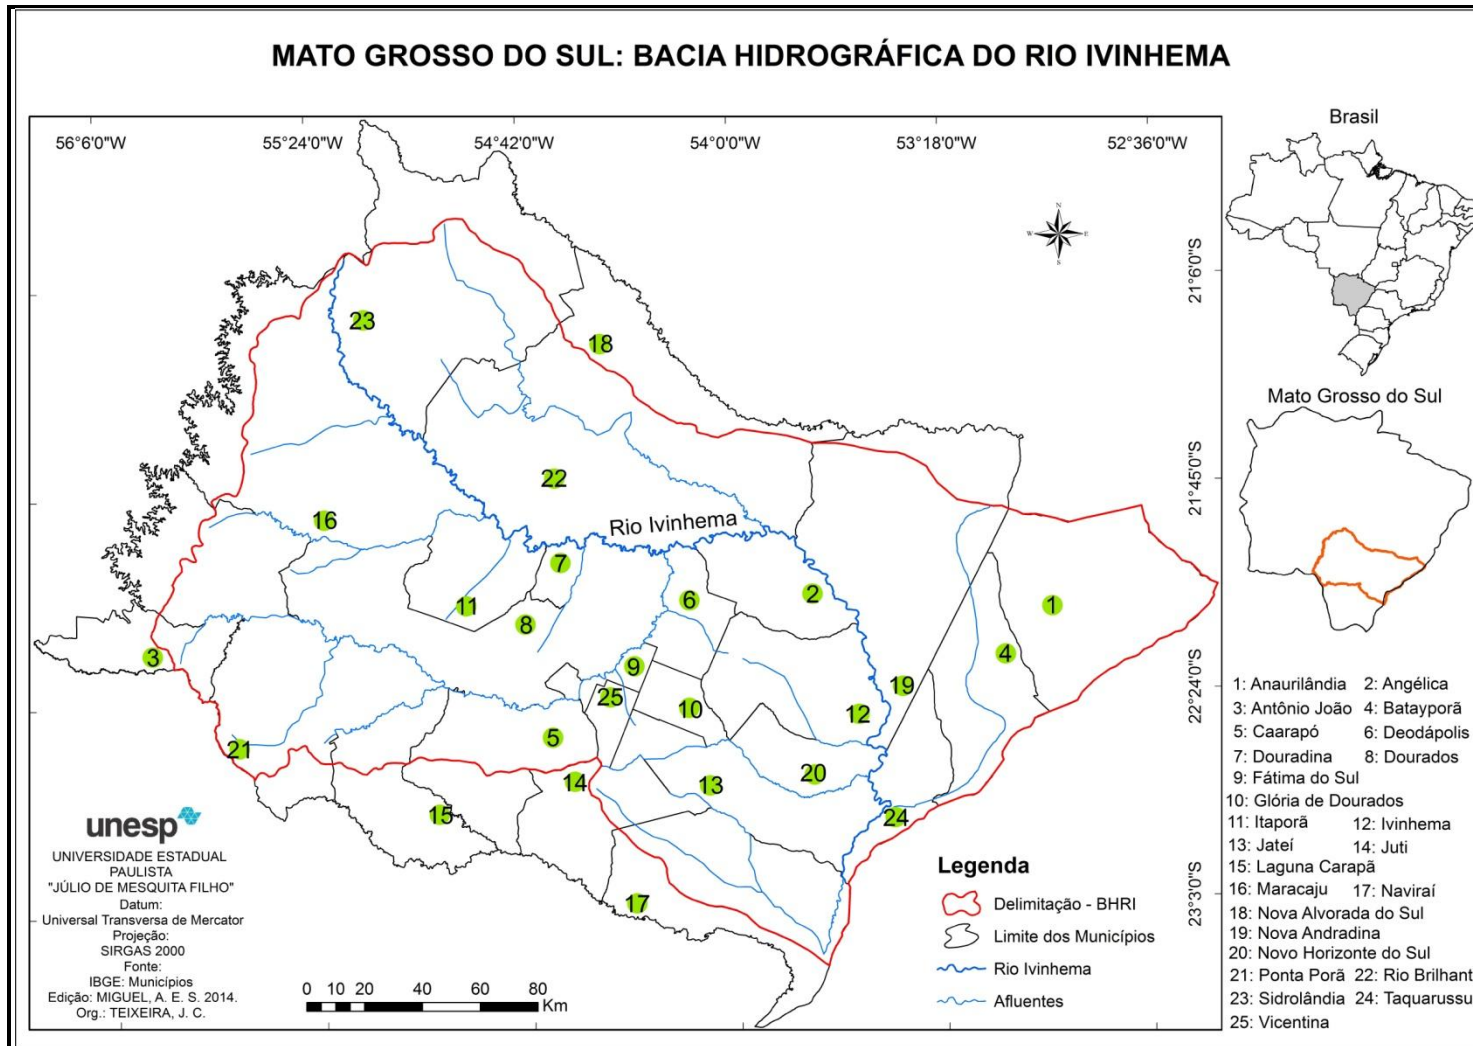 MATO GROSSO DO SUL: BACIA HIDROGRÁFICA DO RIO IVINHEMA
56°6'0"W 55°24'0"W 54°42'0"W 54°0'0"W 53°18'0"W 52°36'0"W
Brasil
N
W E
S
21°6'0"S
23
18
Mato Grosso do Sul
21°45'0"S
22
16
Rio Ivinhema
7
2
6
11
1
8
3
4
9
22°24'0"S
19
25
10
12
5
21
20
14
13
15
24
17
23°3'0"S
1: Anaurilândia 2: Angélica
3: Antônio João 4: Batayporã
5: Caarapó 6: Deodápolis
7: Douradina 8: Dourados
9: Fátima do Sul
10: Glória de Dourados
11: Itaporã 12: Ivinhema
13: Jateí 14: Juti
15: Laguna Carapã
16: Maracaju 17: Naviraí
18: Nova Alvorada do Sul
19: Nova Andradina
20: Novo Horizonte do Sul
21: Ponta Porã 22: Rio Brilhant
23: Sidrolândia 24: Taquarussu
25: Vicentina
unesp
UNIVERSIDADE ESTADUAL
PAULISTA
"JÚLIO DE MESQUITA FILHO"
Datum:
Universal Transversa de Mercator
Projeção:
SIRGAS 2000
Fonte:
IBGE: Municípios
Edição: MIGUEL, A. E. S. 2014.
Org.: TEIXEIRA, J. C.
0 5 10 20 40 60 80
Km
Legenda
Delimitação - BHRI
Limite dos Municípios
Rio Ivinhema
Afluentes